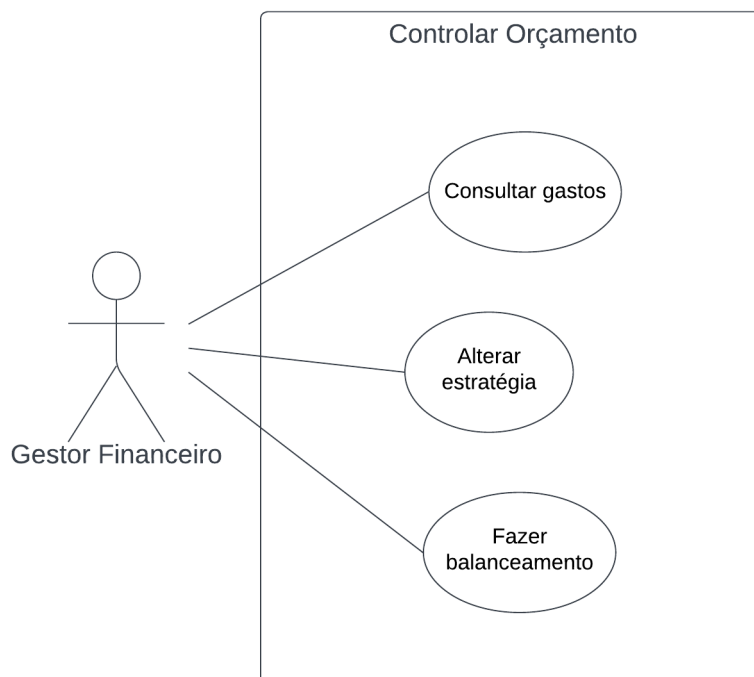 Controlar Orçamento
Consultar gastos
Alterar
estratégia
Gestor Financeiro
Fazer
balanceamento